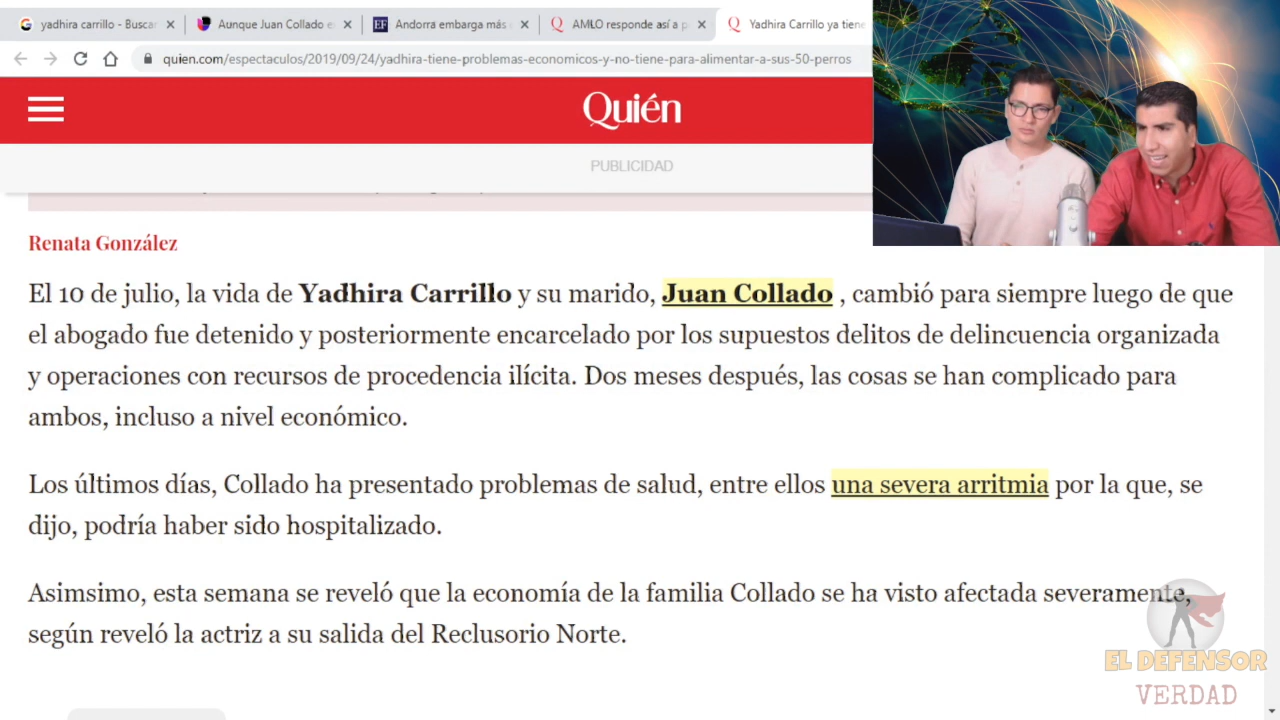 yadhira carrillo - Buscar
Aunque Juan Collado e
Andorra embarga más
AMLO responde así a p
Yadhira Carrillo ya tiene
quien.com/espectaculos/2019/09/24/yadhira-tiene-problemas-economicos-y-no-tiene-para-alimentar-a-sus-50-perros
Quién
PUBLICIDAD
Renata González
El 10 de julio, la vida de Yadhira Carrillo y su marido, Juan Collado , cambió para siempre luego de que
el abogado fue detenido y posteriormente encarcelado por los supuestos delitos de delincuencia organizada
y operaciones con recursos de procedencia ilícita. Dos meses después, las cosas se han complicado para
ambos, incluso a nivel económico.
Los últimos días, Collado ha presentado problemas de salud, entre ellos una severa arritmia por la que, se
dijo, podría haber sido hospitalizado.
Asimsimo, esta semana se reveló que la economía de la familia Collado se ha visto afectada severamente,
según reveló la actriz a su salida del Reclusorio Norte.
EL DEFENSOR
VERDAD